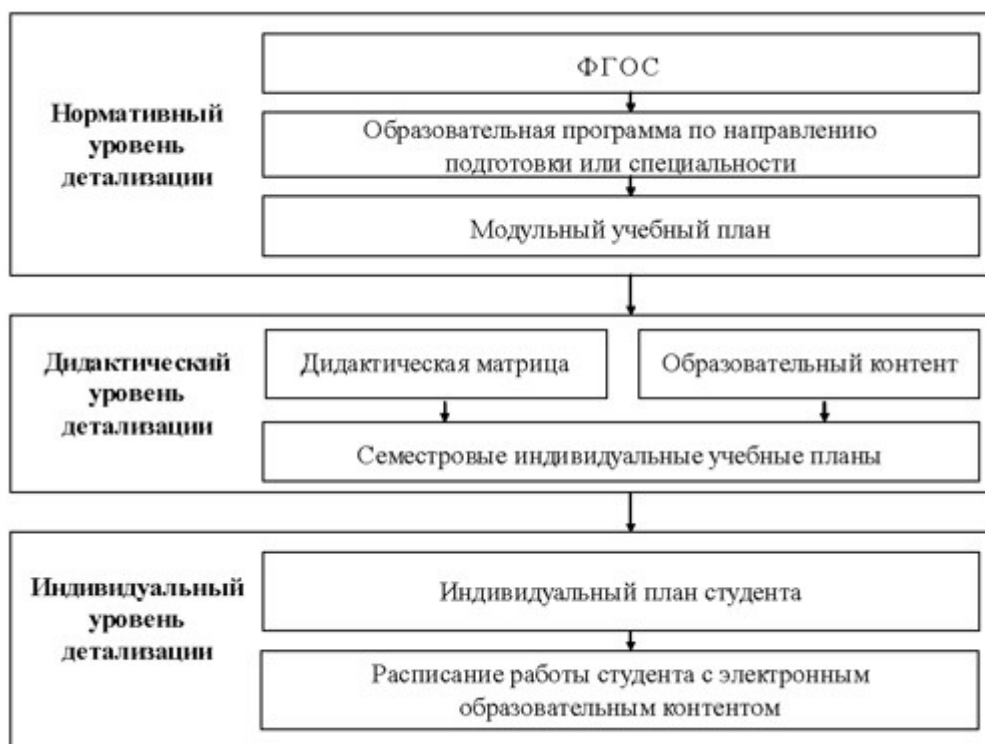 Нормативный
уровень
детализации
ФГОС
Образовательная программа по направлению
подготовки или специальности
Модульный учебный план
Дидактический
уровень
детализации
Дидактическая матрица
Образовательный контент
Семестровые индивидуальные учебные планы
Индивидуальный
уровень
детализации
Индивидуальный план студента
Расписание работы студента с электронным
образовательным контентом